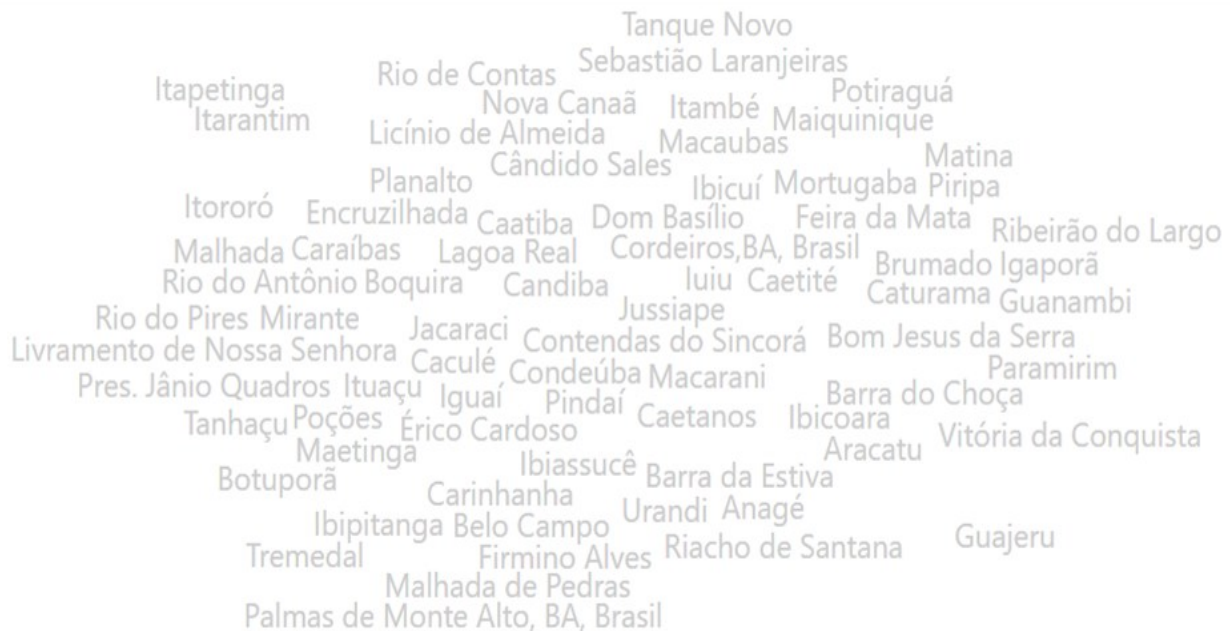 Tanque Novo
Sebastião Laranjeiras
Rio de Contas
Itapetinga
Potiraguá
Nova Canaã
Itambé
Itarantim
Maiquinique
Licínio de Almeida
Macaubas
Cândido Sales
Matina
Planalto
Ibicuí
Mortugaba
Piripa
Itororó
Encruzilhada
Caatiba
Dom Basílio
Feira da Mata
Ribeirão do Largo
Malhada
Caraíbas
Lagoa Real
Cordeiros,BA, Brasil
Brumado
Igaporã
Rio do Antônio
Boquira
Candiba
Iuiu
Caetité
Caturama
Guanambi
Jussiape
Rio do Pires
Mirante
Jacaraci
Contendas do Sincorá
Bom Jesus da Serra
Livramento de Nossa Senhora
Caculé
Condeúba
Macarani
Paramirim
Pres. Jânio Quadros
Ituaçu
Iguaí
Pindaí
Barra do Choça
Tanhaçu
Poções
Érico Cardoso
Caetanos
Ibicoara
Vitória da Conquista
Maetinga
Aracatu
Ibiassucê
Barra da Estiva
Botuporã
Carinhanha
Urandi
Anagé
Ibipitanga
Belo Campo
Guajeru
Tremedal
Firmino Alves
Riacho de Santana
Malhada de Pedras
Palmas de Monte Alto, BA, Brasil